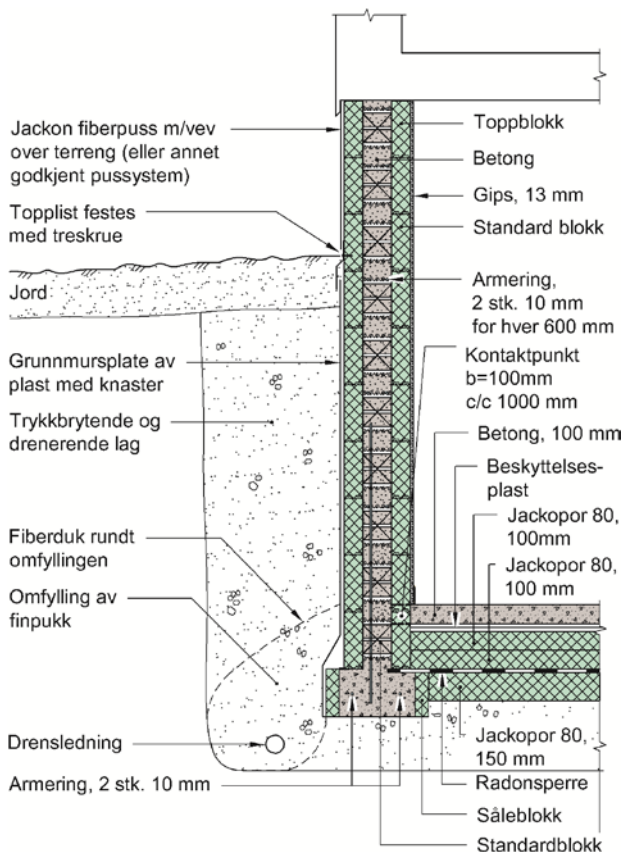 Jackon fiberpuss m/vev
over terreng (eller annet
godkjent pussystem)
Topplist festes
med treskrue
Jord
Grunnmursplate av
plast med knaster
Trykkbrytende og
drenerende lag
Fiberduk rundt
omfyllingen
Omfylling av
finpukk
Drensledning
Armering, 2 stk. 10 mm
Toppblokk
Betong
Gips, 13 mm
Standard blokk
Armering,
2 stk. 10 mm
for hver 600 mm
Kontaktpunkt
b=100mm
c/c 1000 mm
Betong, 100 mm
Beskyttelses-
plast
Jackopor 80,
100mm
Jackopor 80,
100 mm
Jackopor 80,
150 mm
Radonsperre
Såleblokk
Standardblokk